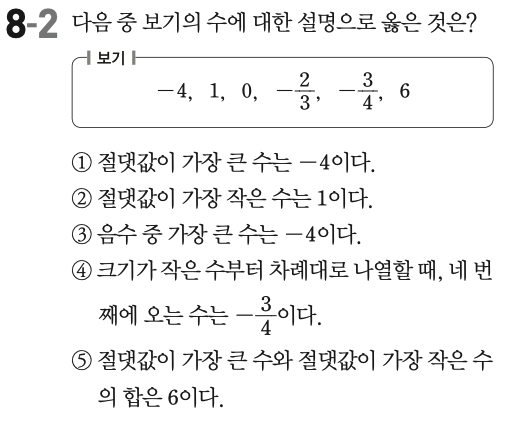 8-2 다음 중 보기의 수에 대한 설명으로 옳은 것은?
보기
−4, 1, 0, −2/3, −3/4, 6
① 절댓값이 가장 큰 수는 −4이다.
② 절댓값이 가장 작은 수는 1이다.
③ 음수 중 가장 큰 수는 −4이다.
④ 크기가 작은 수부터 차례대로 나열할 때, 네 번
째에 오는 수는 −3/4이다.
⑤ 절댓값이 가장 큰 수와 절댓값이 가장 작은 수
의 합은 6이다.